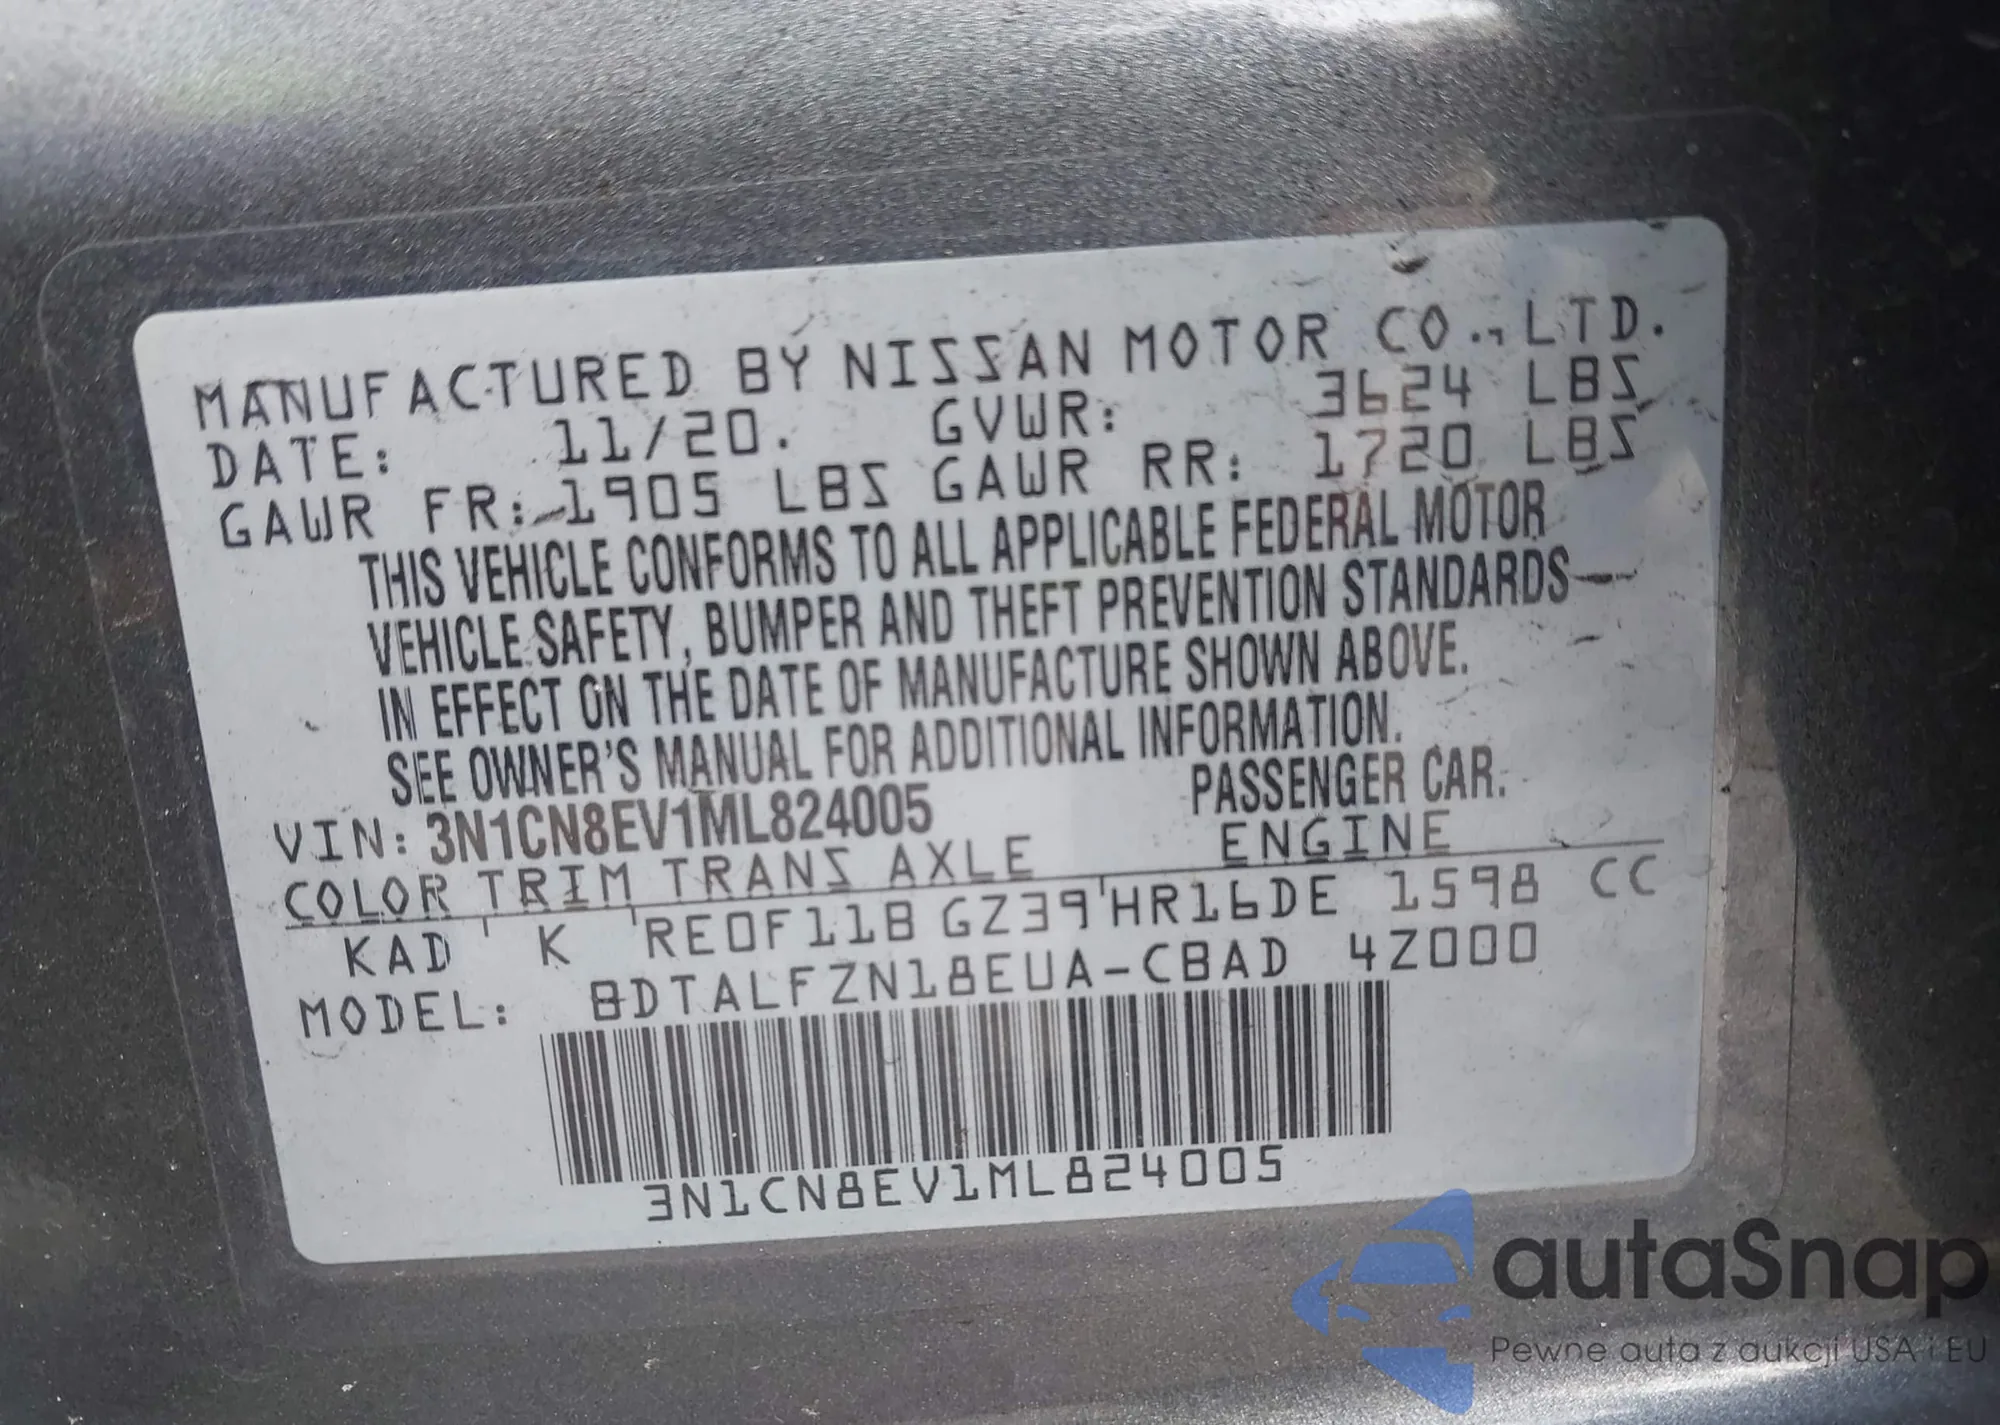 MANUFACTURED BY NISSAN MOTOR CO., LTD.
DATE: 11/20. GVWR: 3624 LBS
GAWR FR: 1905 LBS GAWR RR: 1720 LBS
THIS VEHICLE CONFORMS TO ALL APPLICABLE FEDERAL MOTOR
VEHICLE SAFETY, BUMPER AND THEFT PREVENTION STANDARDS
IN EFFECT ON THE DATE OF MANUFACTURE SHOWN ABOVE.
SEE OWNER'S MANUAL FOR ADDITIONAL INFORMATION.
VIN: 3N1CN8EV1ML824005 PASSENGER CAR.
COLOR TRIM TRANS AXLE ENGINE
KAD K RE0F11B GZ39 HR16DE 1598 CC
MODEL: BDTALFZN18EUA-CBAD 4Z000
3N1CN8EV1ML824005
autaSnap
Pewne auta z aukcji USA i EU